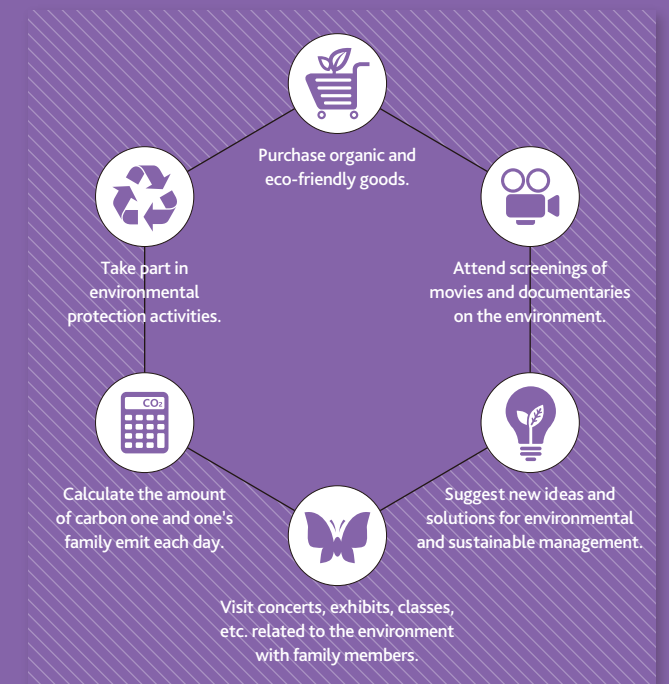 Purchase organic and
eco-friendly goods.
Attend screenings of
movies and documentaries
on the environment.
Suggest new ideas and
solutions for environmental
and sustainable management.
Visit concerts, exhibits, classes,
etc. related to the environment
with family members.
CO₂
Calculate the amount
of carbon one and one's
family emit each day.
Take part in
environmental
protection activities.